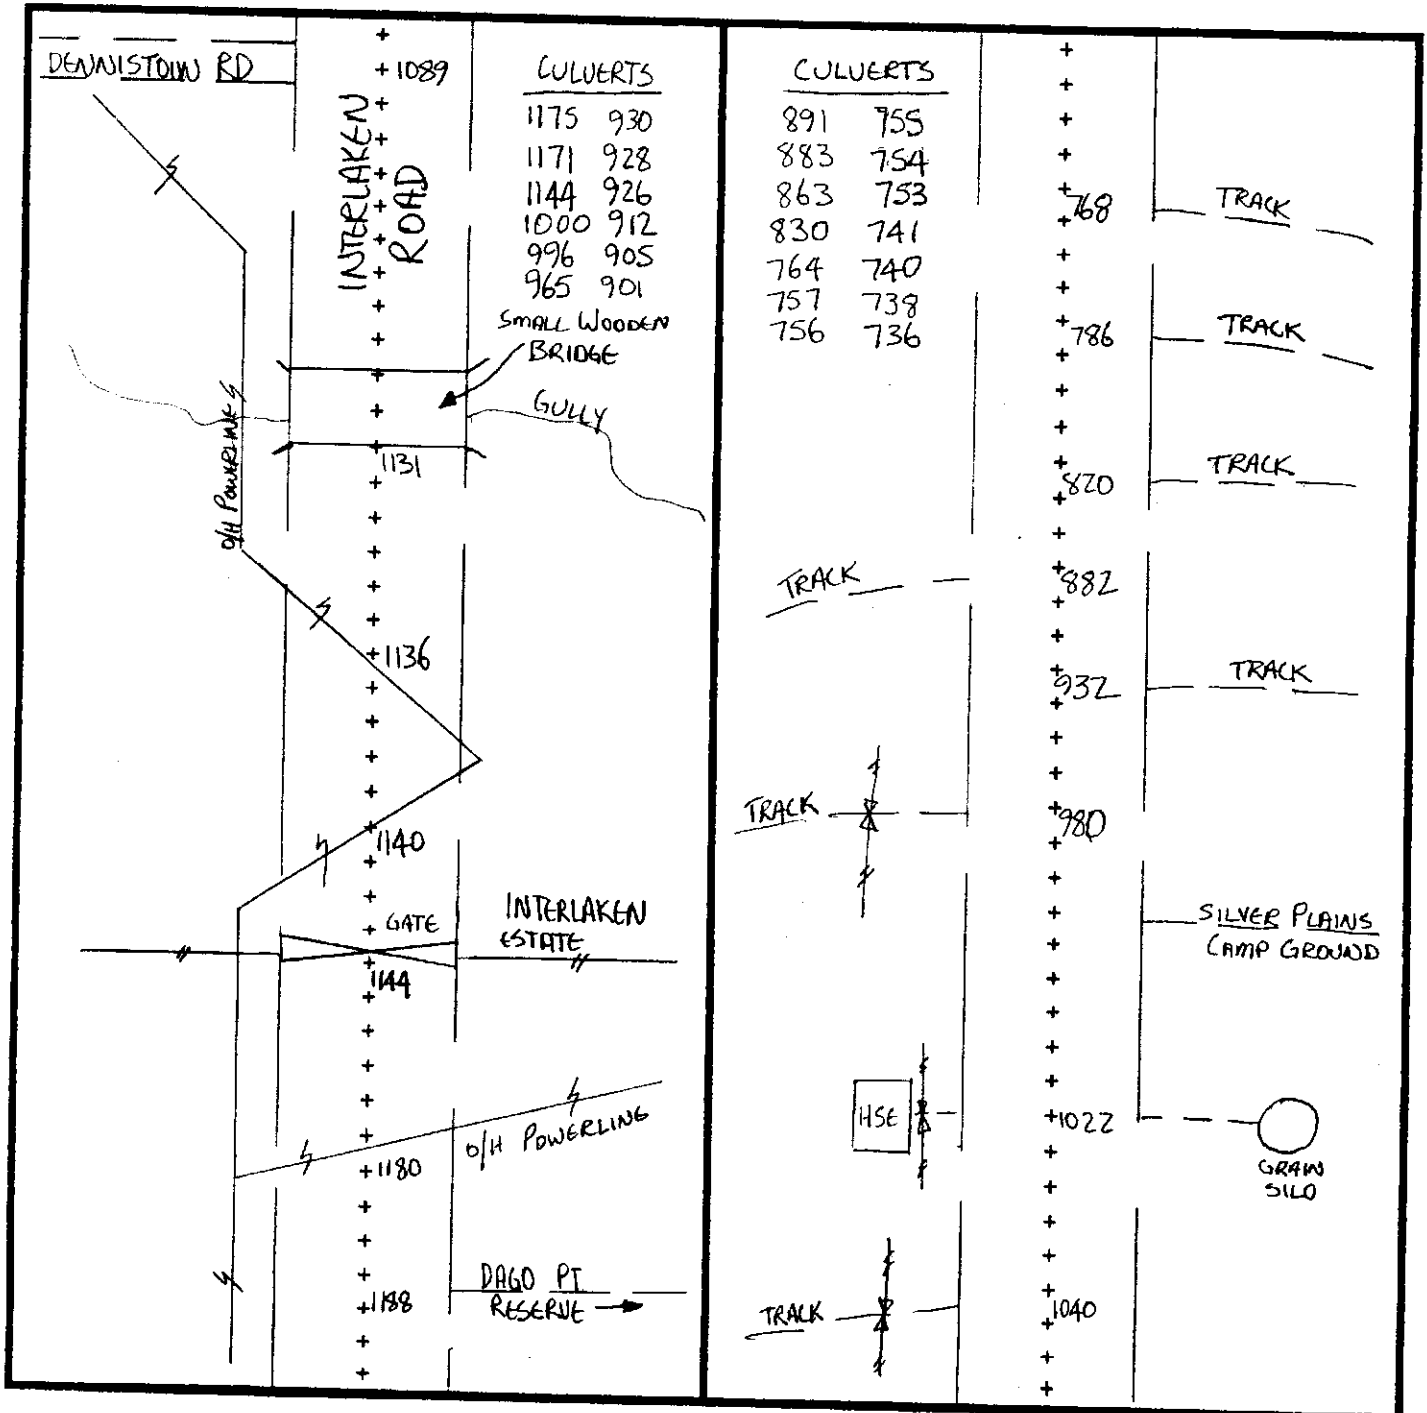 DENNISTOUN RD
1089
INTERLAKEN
ROAD
CULVERTS
1175 930
1171 928
1144 926
1000 912
996 905
965 901
SMALL WOODEN
BRIDGE
GULLY
O/H POWERLINE
1131
1136
1140
GATE
INTERLAKEN
ESTATE
1144
O/H POWERLING
1180
1188
DAGO PT
RESERVE
CULVERTS
891 755
883 754
863 753
830 741
764 740
757 738
756 736
768
TRACK
786
TRACK
820
TRACK
TRACK
882
932
TRACK
TRACK
980
SILVER PLAINS
CAMP GROUND
HSE
1022
GRAIN
SILO
TRACK
1040